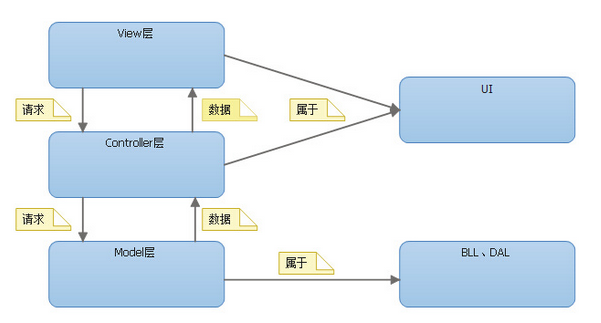 View层
请求
数据
属于
UI
Controller层
请求
数据
Model层
属于
BLL、DAL